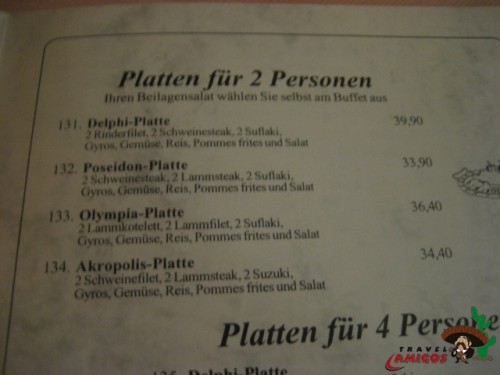 Platten für 2 Personen
Ihren Beilagensalat wählen Sie selbst am Buffet aus
131. Delphi-Platte 39,90
2 Rinderfilet, 2 Schweinesteak, 2 Suflaki,
Gyros, Gemüse, Reis, Pommes frites und Salat
132. Poseidon-Platte 33,90
2 Schweinesteak, 2 Lammsteak, 2 Suflaki,
Gyros, Gemüse, Reis, Pommes frites und Salat
133. Olympia-Platte 36,40
2 Lammkotelett, 2 Lammfilet, 2 Suflaki,
Gyros, Gemüse, Reis, Pommes frites und Salat
134. Akropolis-Platte 34,40
2 Schweinefilet, 2 Lammsteak, 2 Suzuki,
Gyros, Gemüse, Reis, Pommes frites und Salat
Platten für 4 Persone
TRAVEL
AMIGOS
135. Delphi-Platte